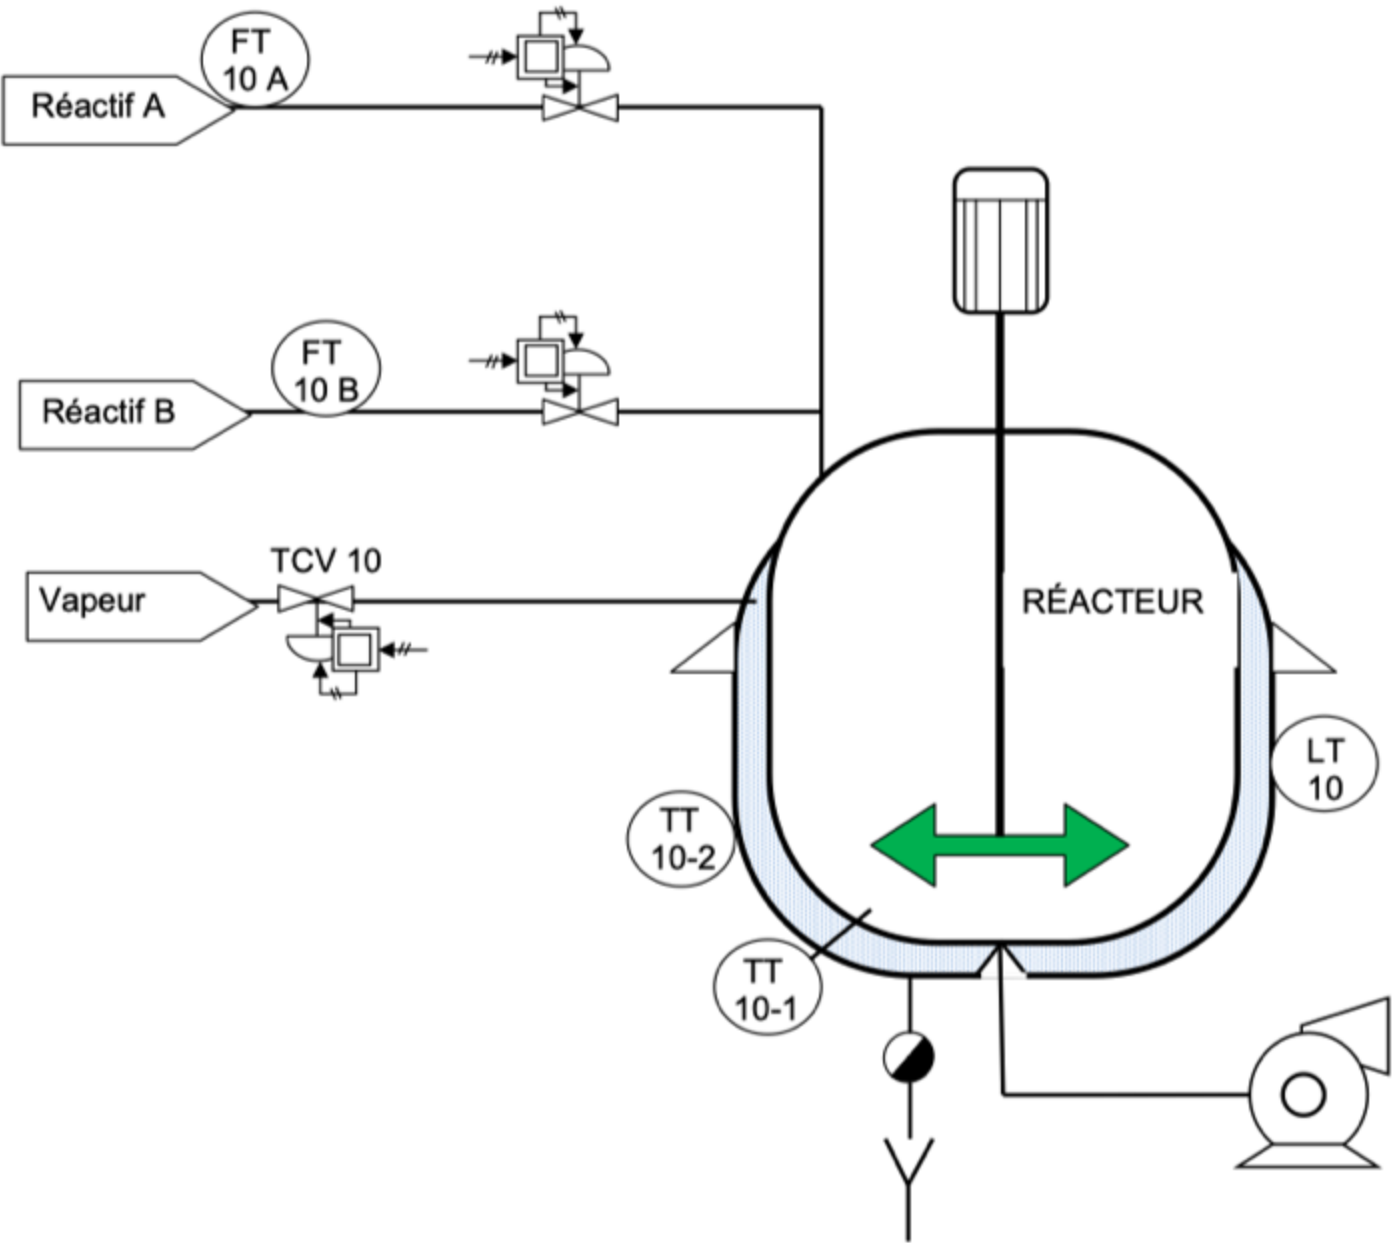 FT
10 A
Réactif A
FT
10 B
Réactif B
TCV 10
Vapeur
RÉACTEUR
LT
10
TT
10-2
TT
10-1